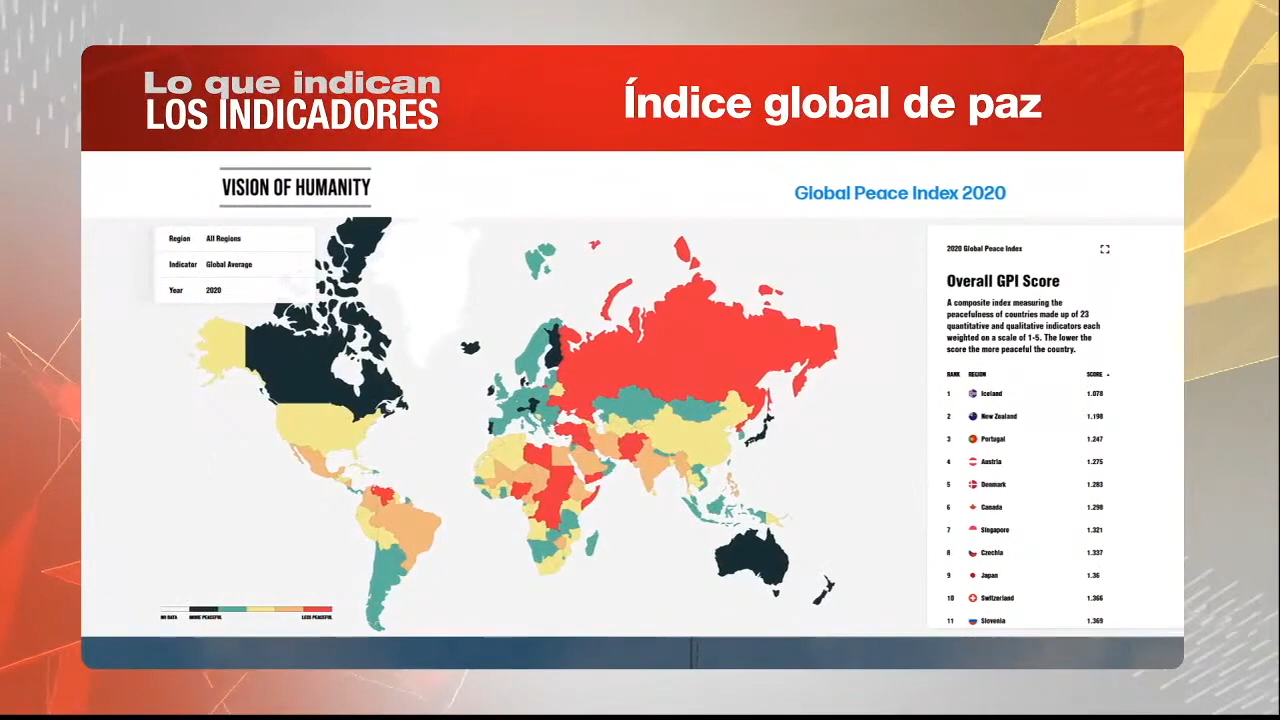 Lo que indican
LOS INDICADORES
Índice global de paz
VISION OF HUMANITY
Global Peace Index 2020
Region All Regions
Indicator Global Average
Year 2020
2020 Global Peace Index
Overall GPI Score
A composite index measuring the
peacefulness of countries made up of 23
quantitative and qualitative indicators each
weighted on a scale of 1-5. The lower the
score the more peaceful the country.
RANK REGION SCORE
1 Iceland 1.078
2 New Zealand 1.198
3 Portugal 1.247
4 Austria 1.275
5 Denmark 1.283
6 Canada 1.298
7 Singapore 1.321
8 Czechia 1.337
9 Japan 1.36
10 Switzerland 1.366
11 Slovenia 1.369
NO DATA MORE PEACEFUL LESS PEACEFUL